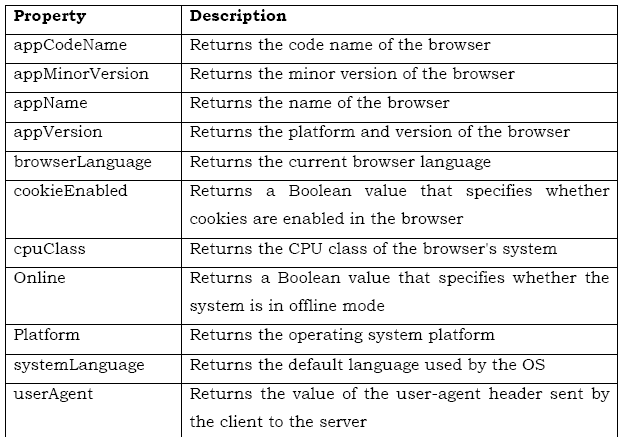 Property Description
appCodeName Returns the code name of the browser
appMinorVersion Returns the minor version of the browser
appName Returns the name of the browser
appVersion Returns the platform and version of the browser
browserLanguage Returns the current browser language
cookieEnabled Returns a Boolean value that specifies whether
cookies are enabled in the browser
cpuClass Returns the CPU class of the browser's system
Online Returns a Boolean value that specifies whether the
system is in offline mode
Platform Returns the operating system platform
systemLanguage Returns the default language used by the OS
userAgent Returns the value of the user-agent header sent by
the client to the server